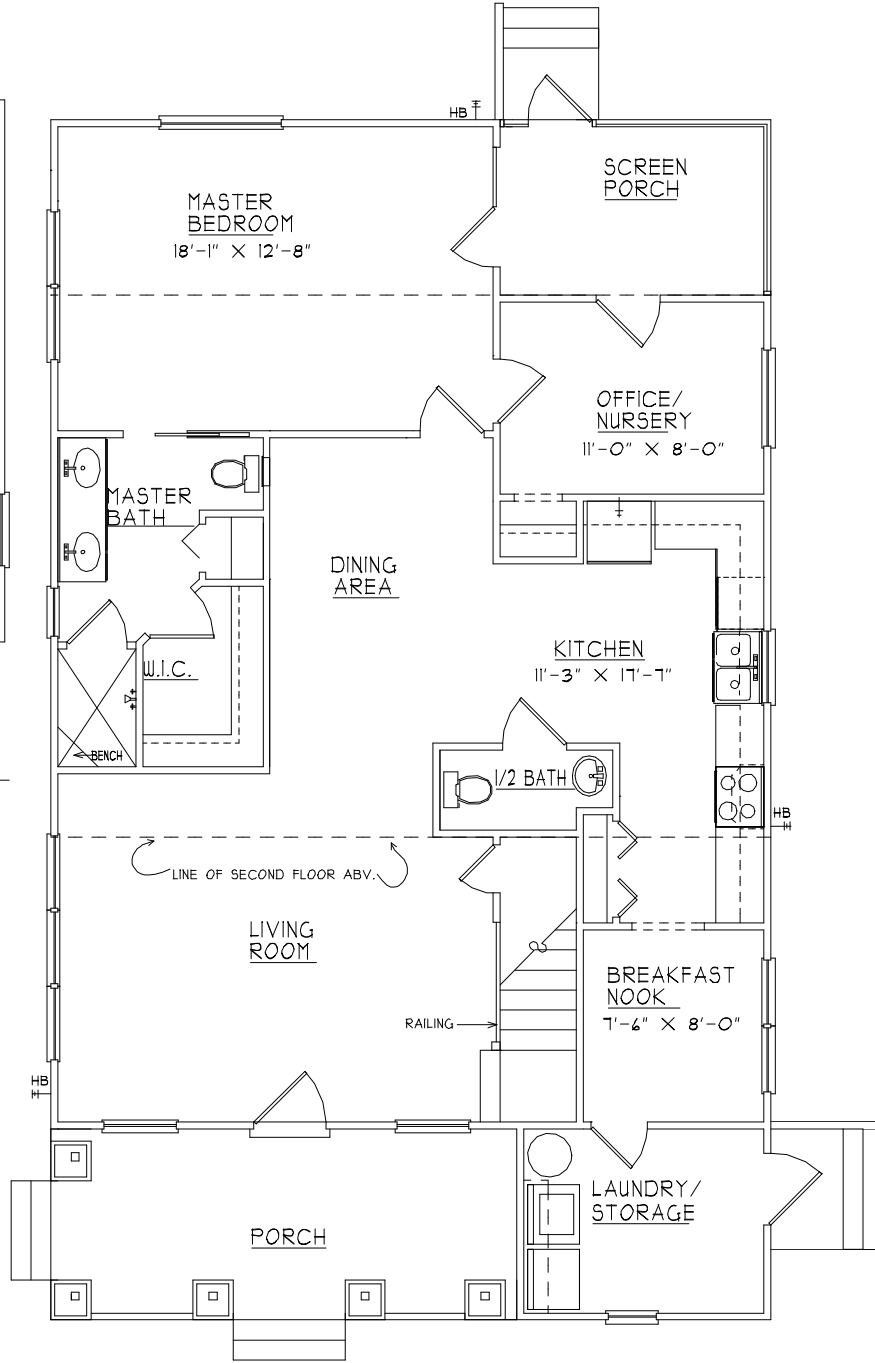 HB
SCREEN
PORCH
MASTER
BEDROOM
18'-1" X 12'-8"
OFFICE/
NURSERY
11'-0" X 8'-0"
MASTER
BATH
DINING
AREA
KITCHEN
11'-3" X 17'-7"
W.I.C.
BENCH
1/2 BATH
HB
LINE OF SECOND FLOOR ABV.
LIVING
ROOM
BREAKFAST
NOOK
7'-6" X 8'-0"
RAILING
HB
LAUNDRY/
STORAGE
PORCH